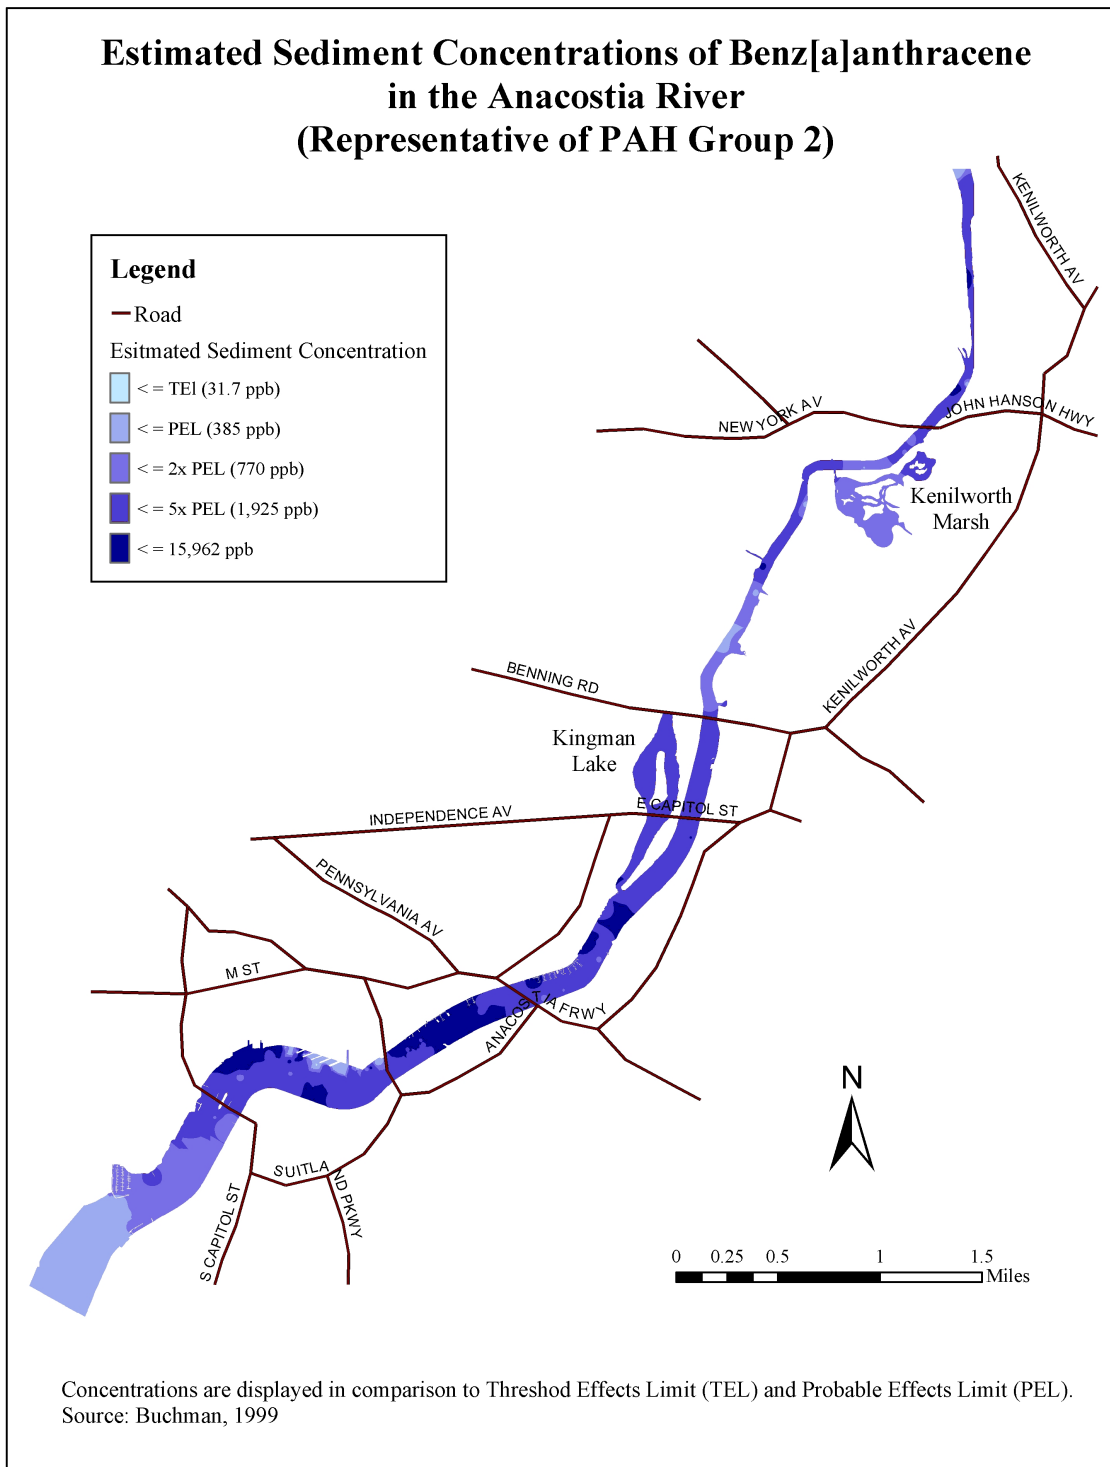 Estimated Sediment Concentrations of Benz[a]anthracene
in the Anacostia River
(Representative of PAH Group 2)
KENILWORTH AV
Legend
Road
Esitmated Sediment Concentration
< = TEl (31.7 ppb)
< = PEL (385 ppb)
< = 2x PEL (770 ppb)
< = 5x PEL (1,925 ppb)
< = 15,962 ppb
NEW YORK AV
JOHN HANSON HWY
Kenilworth
Marsh
KENILWORTH AV
BENNING RD
Kingman
Lake
E CAPITOL ST
INDEPENDENCE AV
PENNSYLVANIA AV
M ST
ANACOSTIA FRWY
SUITLAND PKWY
S CAPITOL ST
N
0 0.25 0.5 1 1.5
Miles
Concentrations are displayed in comparison to Threshod Effects Limit (TEL) and Probable Effects Limit (PEL).
Source: Buchman, 1999